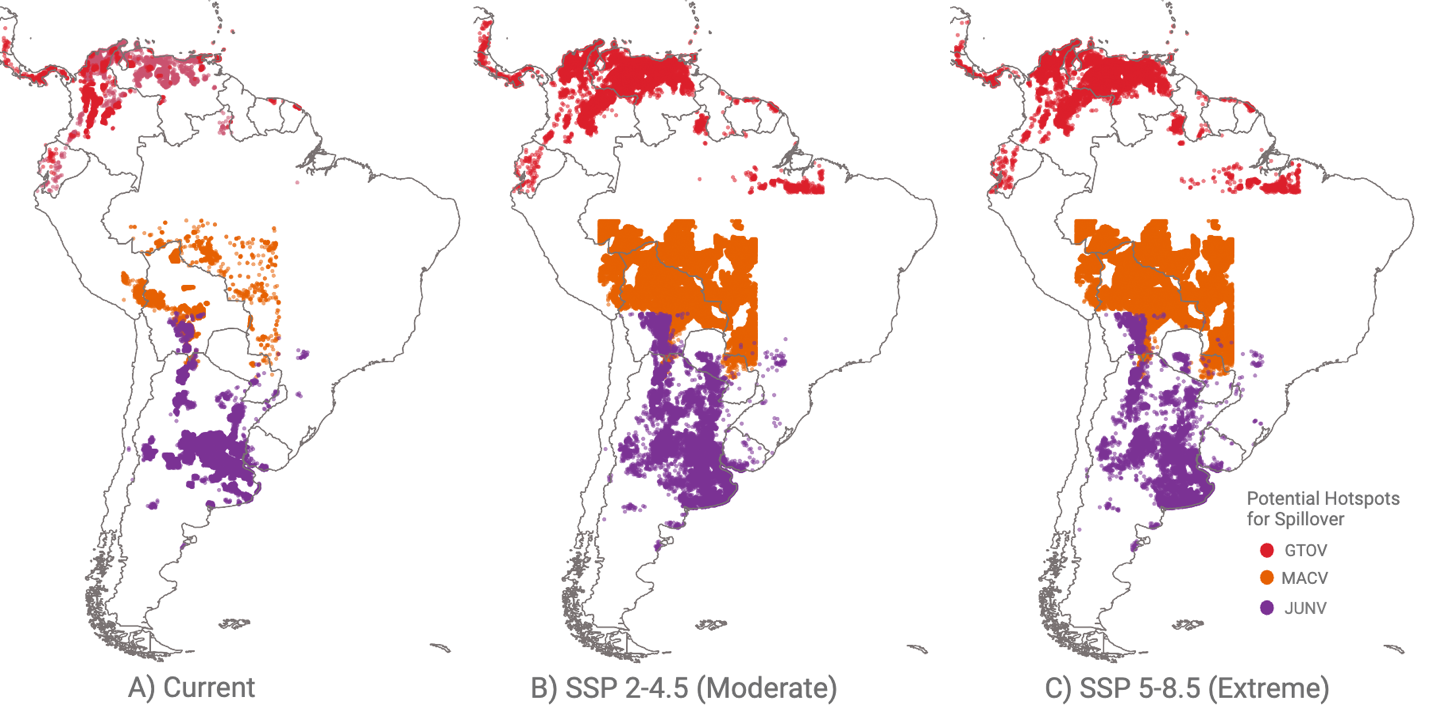 Potential Hotspots
for Spillover
GTOV
MACV
JUNV
A) Current
B) SSP 2-4.5 (Moderate)
C) SSP 5-8.5 (Extreme)